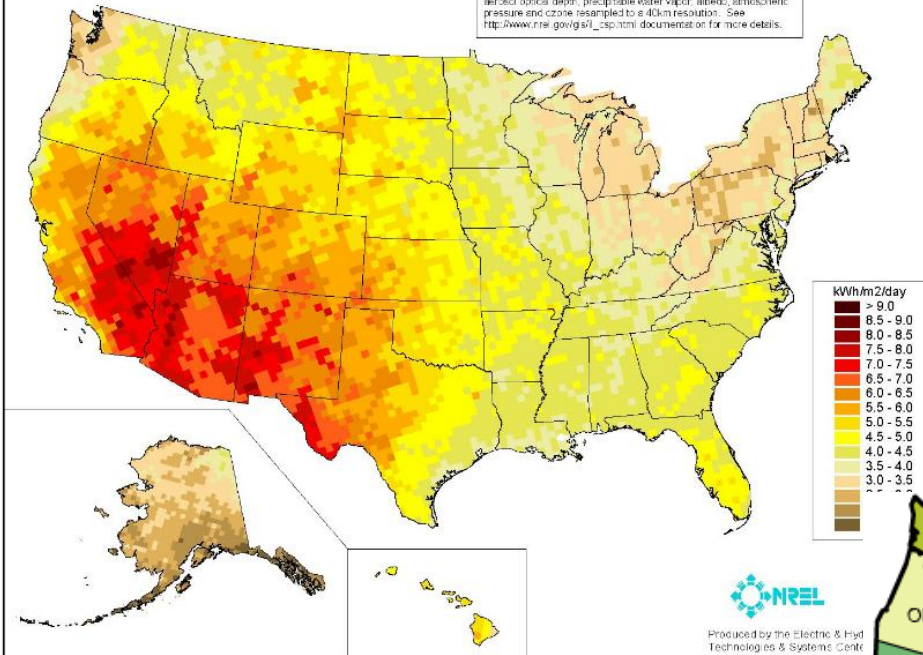 aerosol optical depth, precipitable water vapor, albedo, atmospheric
pressure and ozone resampled to a 40km resolution. See
http://www.nrel.gov/gis/il_csp.html documentation for more details.
kWh/m2/day
> 9.0
8.5 - 9.0
8.0 - 8.5
7.5 - 8.0
7.0 - 7.5
6.5 - 7.0
6.0 - 6.5
5.5 - 6.0
5.0 - 5.5
4.5 - 5.0
4.0 - 4.5
3.5 - 4.0
3.0 - 3.5
NREL
Produced by the Electric & Hyd
Technologies & Systems Cente
O